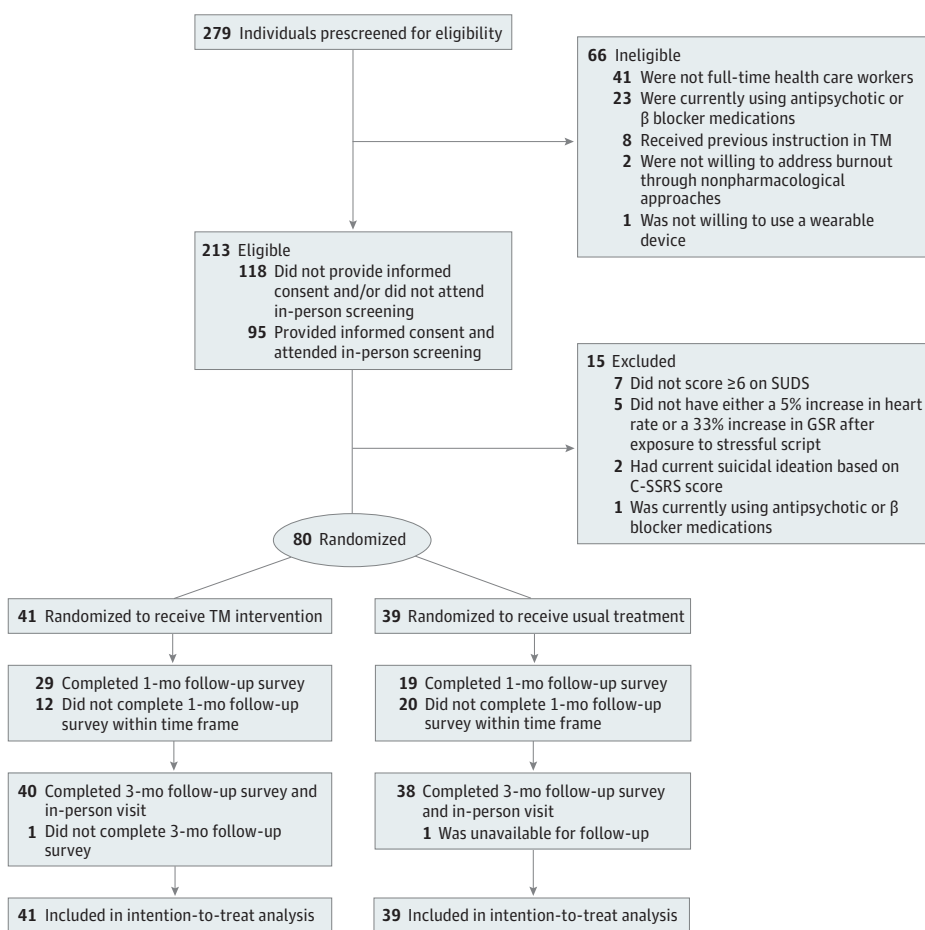 279 Individuals prescreened for eligibility
66 Ineligible
41 Were not full-time health care workers
23 Were currently using antipsychotic or
β blocker medications
8 Received previous instruction in TM
2 Were not willing to address burnout
through nonpharmacological
approaches
1 Was not willing to use a wearable
device
213 Eligible
118 Did not provide informed
consent and/or did not attend
in-person screening
95 Provided informed consent and
attended in-person screening
15 Excluded
7 Did not score ≥6 on SUDS
5 Did not have either a 5% increase in heart
rate or a 33% increase in GSR after
exposure to stressful script
2 Had current suicidal ideation based on
C-SSRS score
1 Was currently using antipsychotic or β
blocker medications
80 Randomized
41 Randomized to receive TM intervention
39 Randomized to receive usual treatment
29 Completed 1-mo follow-up survey
12 Did not complete 1-mo follow-up
survey within time frame
19 Completed 1-mo follow-up survey
20 Did not complete 1-mo follow-up
survey within time frame
40 Completed 3-mo follow-up survey and
in-person visit
1 Did not complete 3-mo follow-up
survey
38 Completed 3-mo follow-up survey
and in-person visit
1 Was unavailable for follow-up
41 Included in intention-to-treat analysis
39 Included in intention-to-treat analysis